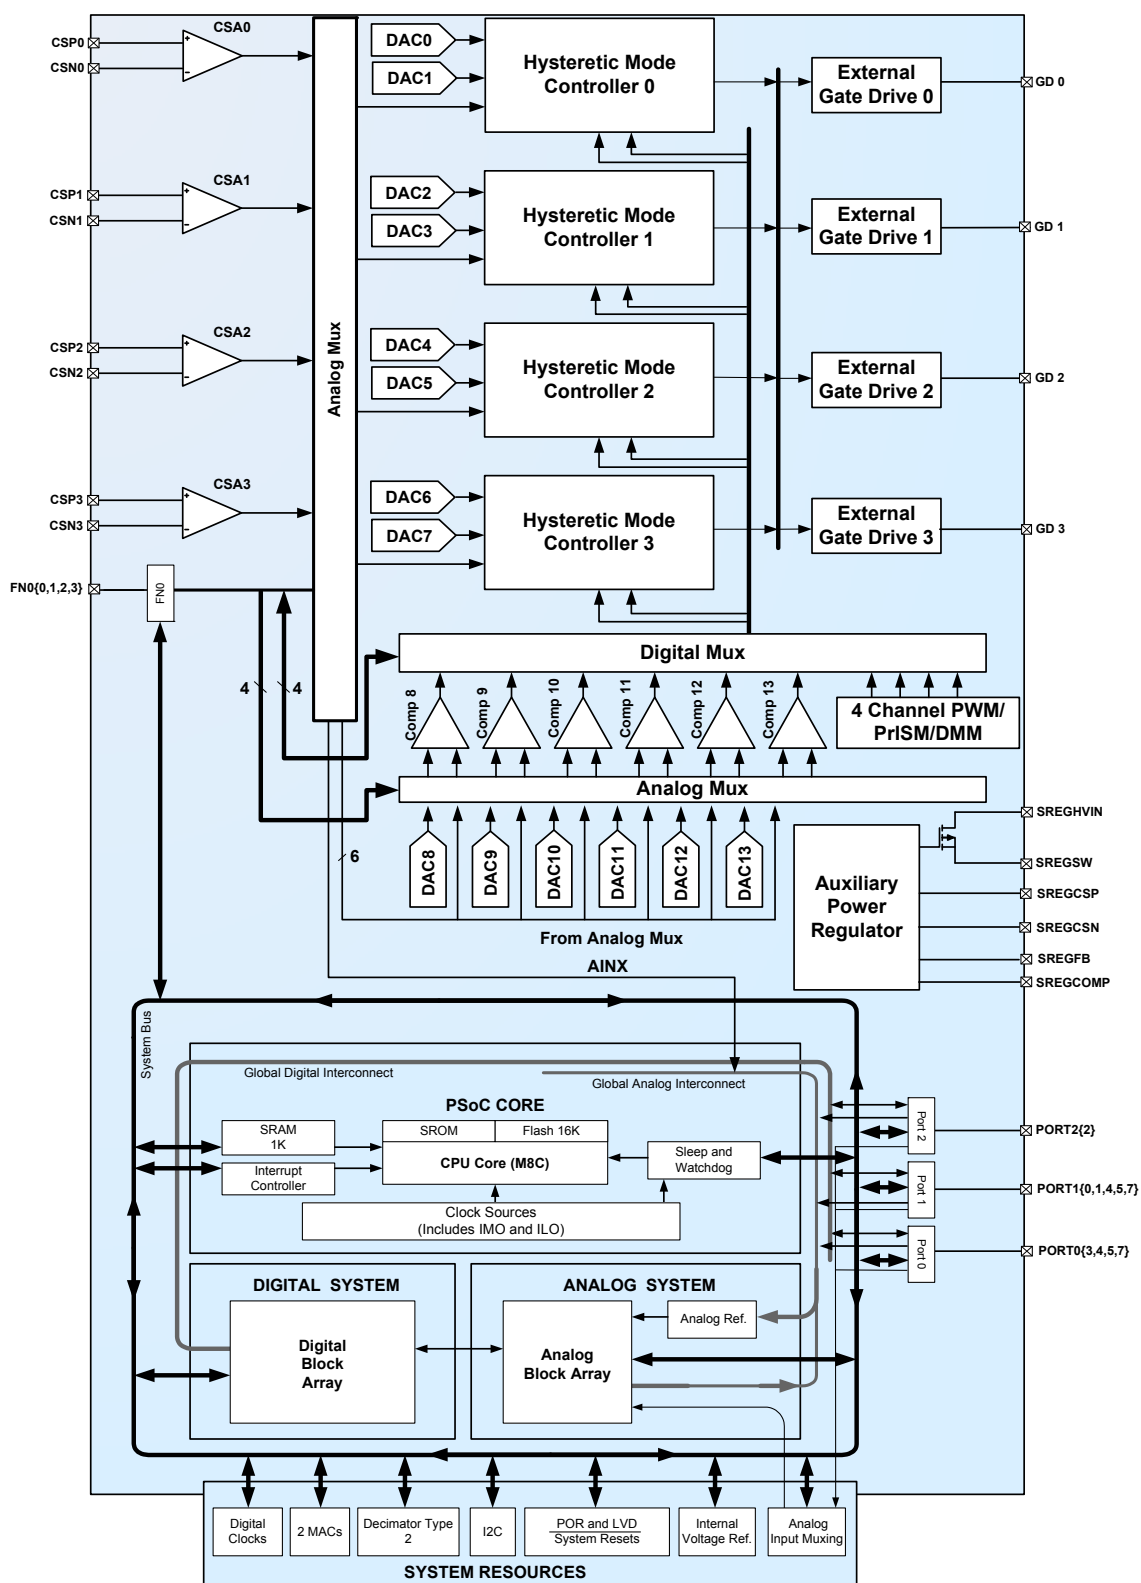 CSP0
CSN0
CSA0
DAC0
DAC1
Hysteretic Mode
Controller 0
External
Gate Drive 0
GD 0
CSP1
CSN1
CSA1
DAC2
DAC3
Hysteretic Mode
Controller 1
External
Gate Drive 1
GD 1
Analog Mux
CSP2
CSN2
CSA2
DAC4
DAC5
Hysteretic Mode
Controller 2
External
Gate Drive 2
GD 2
CSP3
CSN3
CSA3
DAC6
DAC7
Hysteretic Mode
Controller 3
External
Gate Drive 3
GD 3
FN0{0,1,2,3}
FN0
Digital Mux
4
4
Comp 8
Comp 9
Comp 10
Comp 11
Comp 12
Comp 13
4 Channel PWM/
PrISM/DMM
Analog Mux
6
DAC8
DAC9
DAC10
DAC11
DAC12
DAC13
From Analog Mux
AINX
Auxiliary
Power
Regulator
SREGHVIN
SREGSW
SREGCSP
SREGCSN
SREGFB
SREGCOMP
System Bus
Global Digital Interconnect
Global Analog Interconnect
PSoC CORE
SRAM
1K
SROM
Flash 16K
CPU Core (M8C)
Interrupt
Controller
Sleep and
Watchdog
Clock Sources
(Includes IMO and ILO)
Port 2
PORT2{2}
Port 1
PORT1{0,1,4,5,7}
Port 0
PORT0{3,4,5,7}
DIGITAL SYSTEM
Digital
Block
Array
ANALOG SYSTEM
Analog
Block Array
Analog Ref.
Digital
Clocks
2 MACs
Decimator Type
2
I2C
POR and LVD
System Resets
Internal
Voltage Ref.
Analog
Input Muxing
SYSTEM RESOURCES